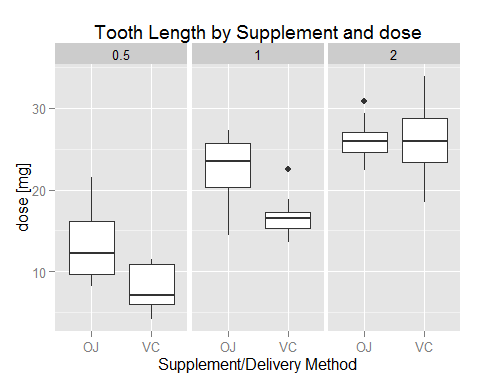 Tooth Length by Supplement and dose
0.5 1 2
dose [mg]
30
20
10
OJ VC OJ VC OJ VC
Supplement/Delivery Method